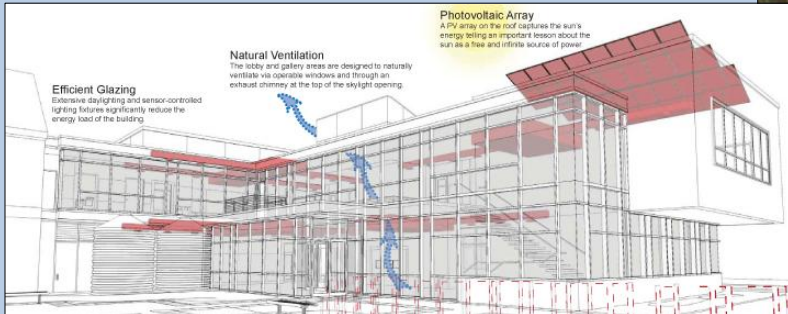 Photovoltaic Array
A PV array on the roof captures the sun's
energy telling an important lesson about the
sun as a free and infinite source of power.
Natural Ventilation
The lobby and gallery areas are designed to naturally
ventilate via operable windows and through an
exhaust chimney at the top of the skylight opening.
Efficient Glazing
Extensive daylighting and sensor-controlled
lighting fixtures significantly reduce the
energy load of the building.